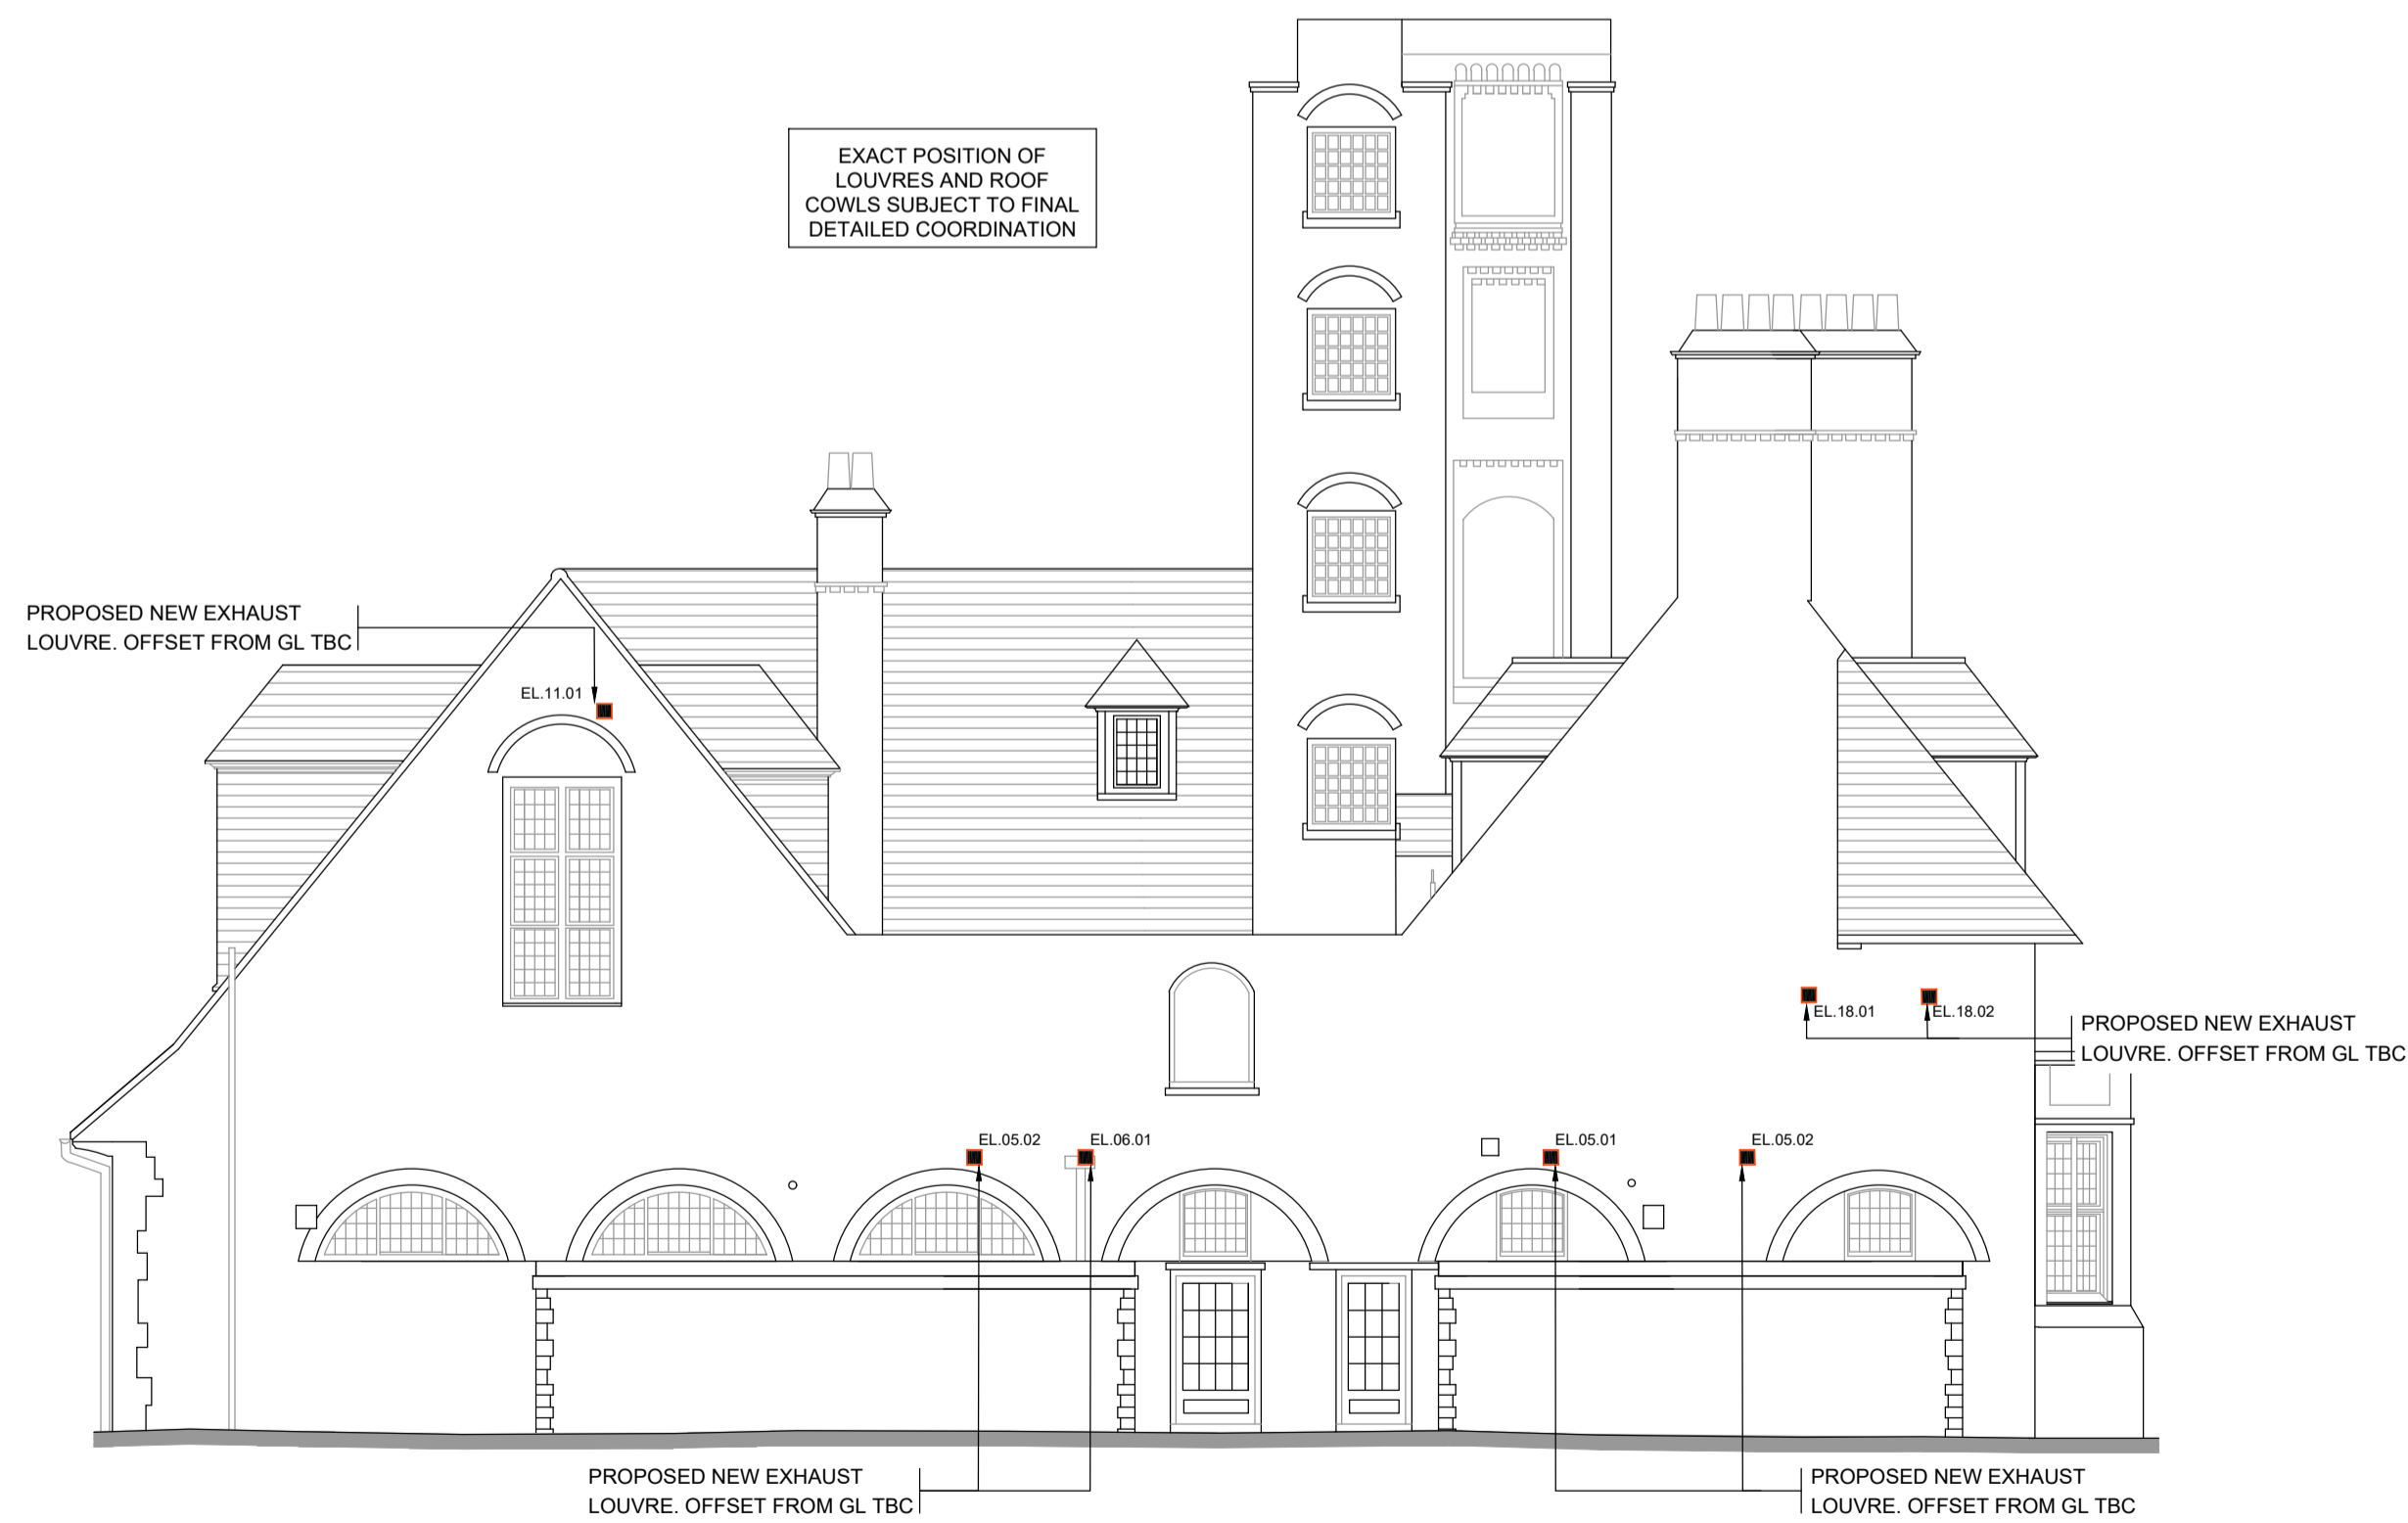 EXACT POSITION OF
LOUVRES AND ROOF
COWLS SUBJECT TO FINAL
DETAILED COORDINATION
PROPOSED NEW EXHAUST
LOUVRE. OFFSET FROM GL TBC
EL.11.01
EL.18.01
EL.18.02
PROPOSED NEW EXHAUST
LOUVRE. OFFSET FROM GL TBC
EL.05.02
EL.06.01
EL.05.01
EL.05.02
PROPOSED NEW EXHAUST
LOUVRE. OFFSET FROM GL TBC
PROPOSED NEW EXHAUST
LOUVRE. OFFSET FROM GL TBC